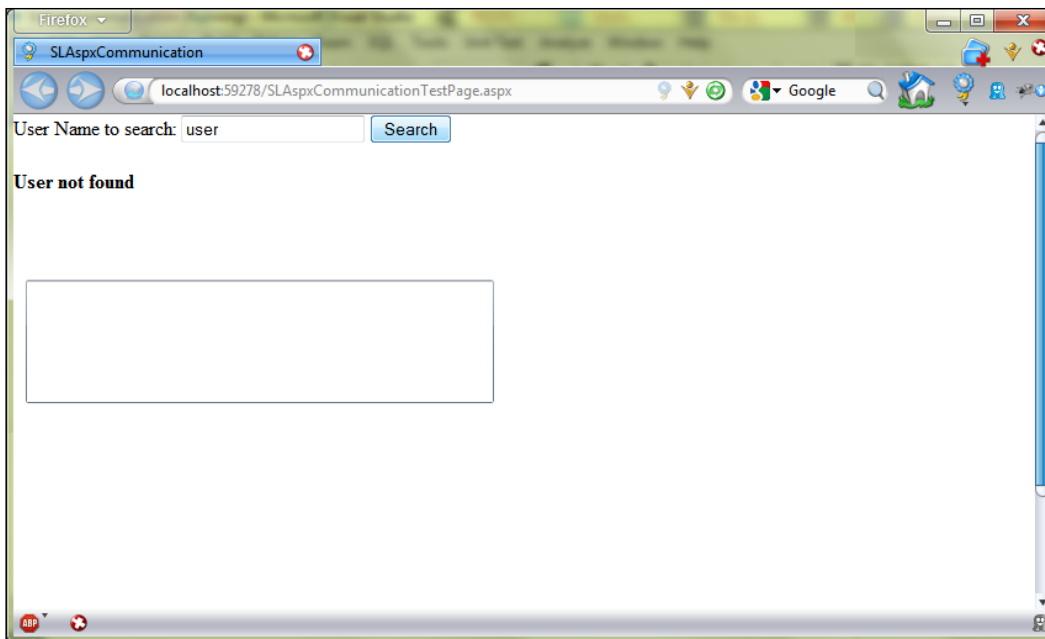 Firefox
SLAspxCommunication
localhost:59278/SLAspxCommunicationTestPage.aspx
Google
User Name to search: user Search
User not found
ABP